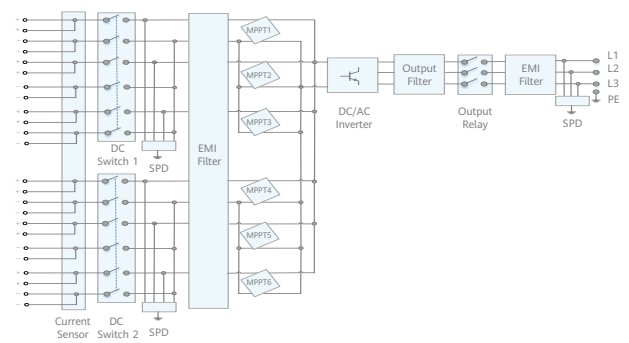 MPPT1
MPPT2
MPPT3
MPPT4
MPPT5
MPPT6
DC
Switch 1
SPD
EMI
Filter
DC/AC
Inverter
Output
Filter
Output
Relay
EMI
Filter
L1
L2
L3
PE
SPD
Current
Sensor
DC
Switch 2
SPD